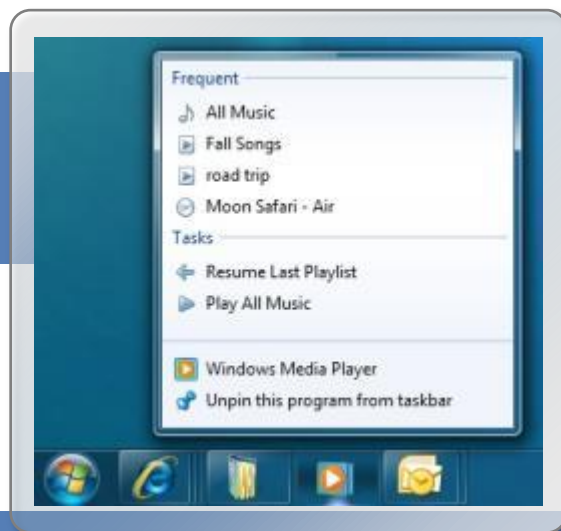 Frequent
All Music
Fall Songs
road trip
Moon Safari - Air
Tasks
Resume Last Playlist
Play All Music
Windows Media Player
Unpin this program from taskbar